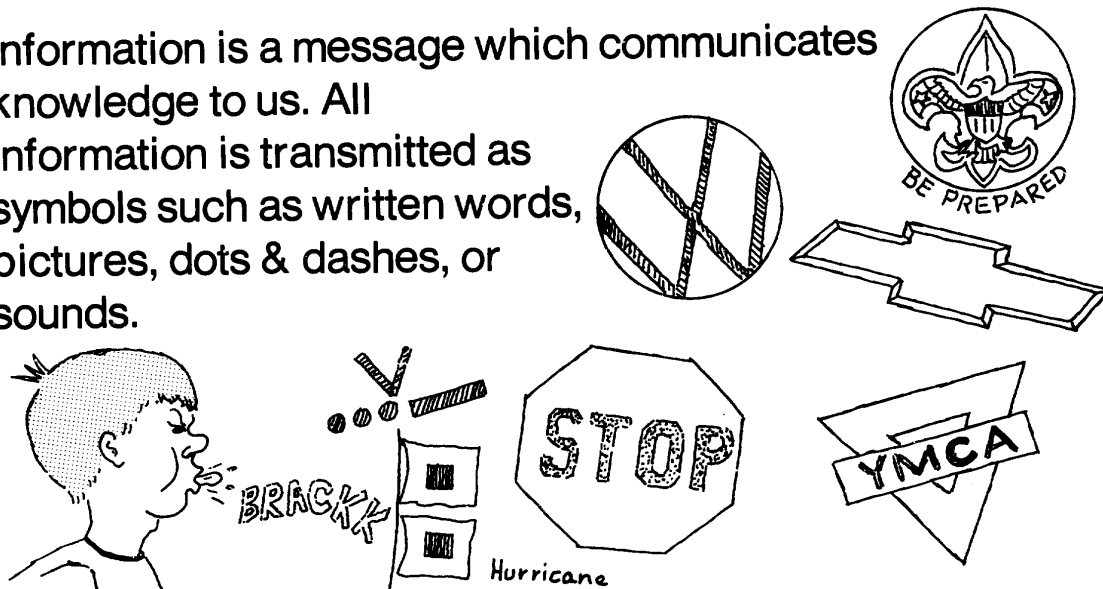 nformation is a message which communicates
knowledge to us. All
nformation is transmitted as
symbols such as written words,
pictures, dots & dashes, or
sounds.
BE PREPARED
BRACKK
V
STOP
YMCA
Hurricane